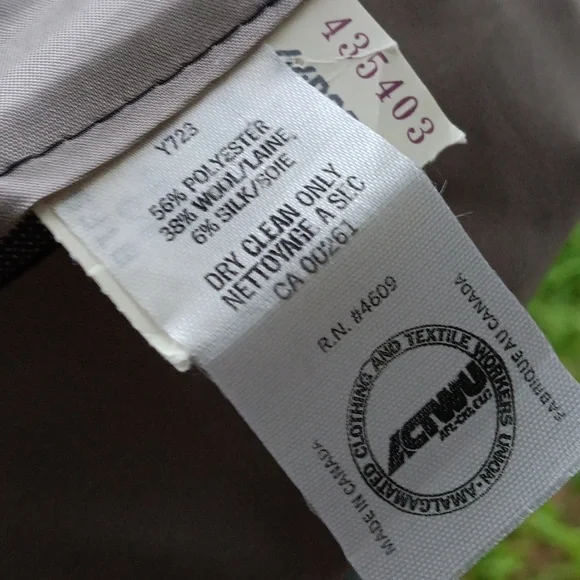 435403
Y723
56% POLYESTER
38% WOOL/LAINE,
6% SILK/SOIE
DRY CLEAN ONLY
NETTOYAGE A SEC
CA 00261
R.N. #4609
FABRIQUE AU CANADA
AMALGAMATED CLOTHING AND TEXTILE WORKERS UNION
ACTWU
AFL-CIO, CLC
MADE IN CANADA